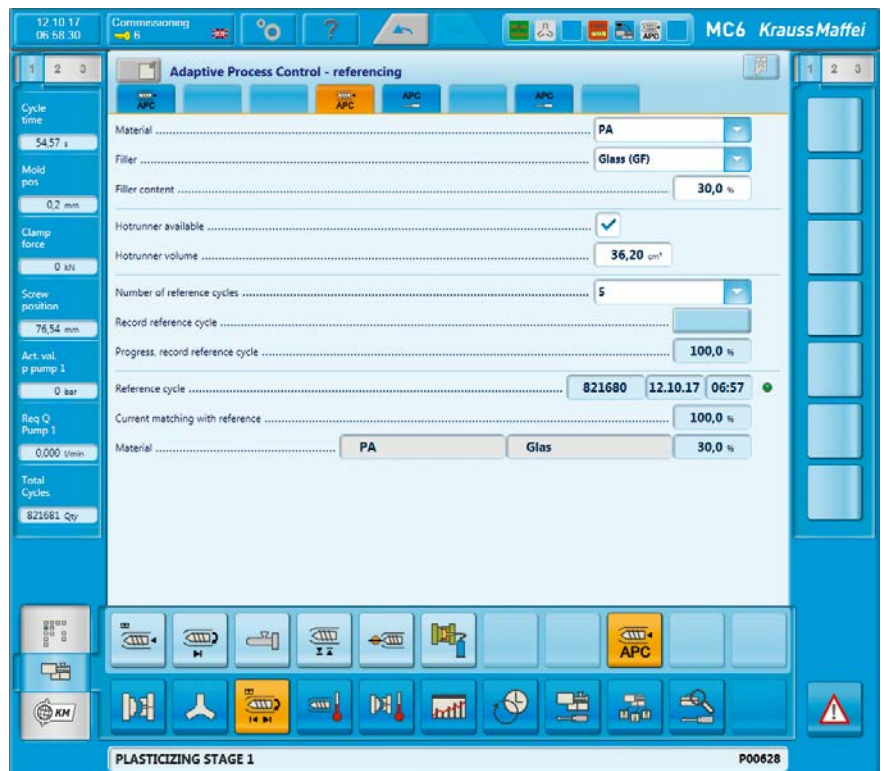 12 10 17
06 58 30
Commissioning
6
?
APC
MC6 Krauss Maffei
1 2 3
Adaptive Process Control - referencing
1 2 3
APC APC APC APC
Cycle
time
54,57 s
Mold
pos
0,2 mm
Clamp
force
0 kN
Screw
position
76,54 mm
Act. val.
p pump 1
0 bar
Req Q
Pump 1
0,000 l/min
Total
Cycles
821681 Qty
Material PA
Filler Glass (GF)
Filler content 30,0 %
Hotrunner available
Hotrunner volume 36,20 cm³
Number of reference cycles 5
Record reference cycle
Progress, record reference cycle 100,0 %
Reference cycle 821680 12.10.17 06:57
Current matching with reference 100,0 %
Material PA Glas 30,0 %
APC
KM
PLASTICIZING STAGE 1 P00628